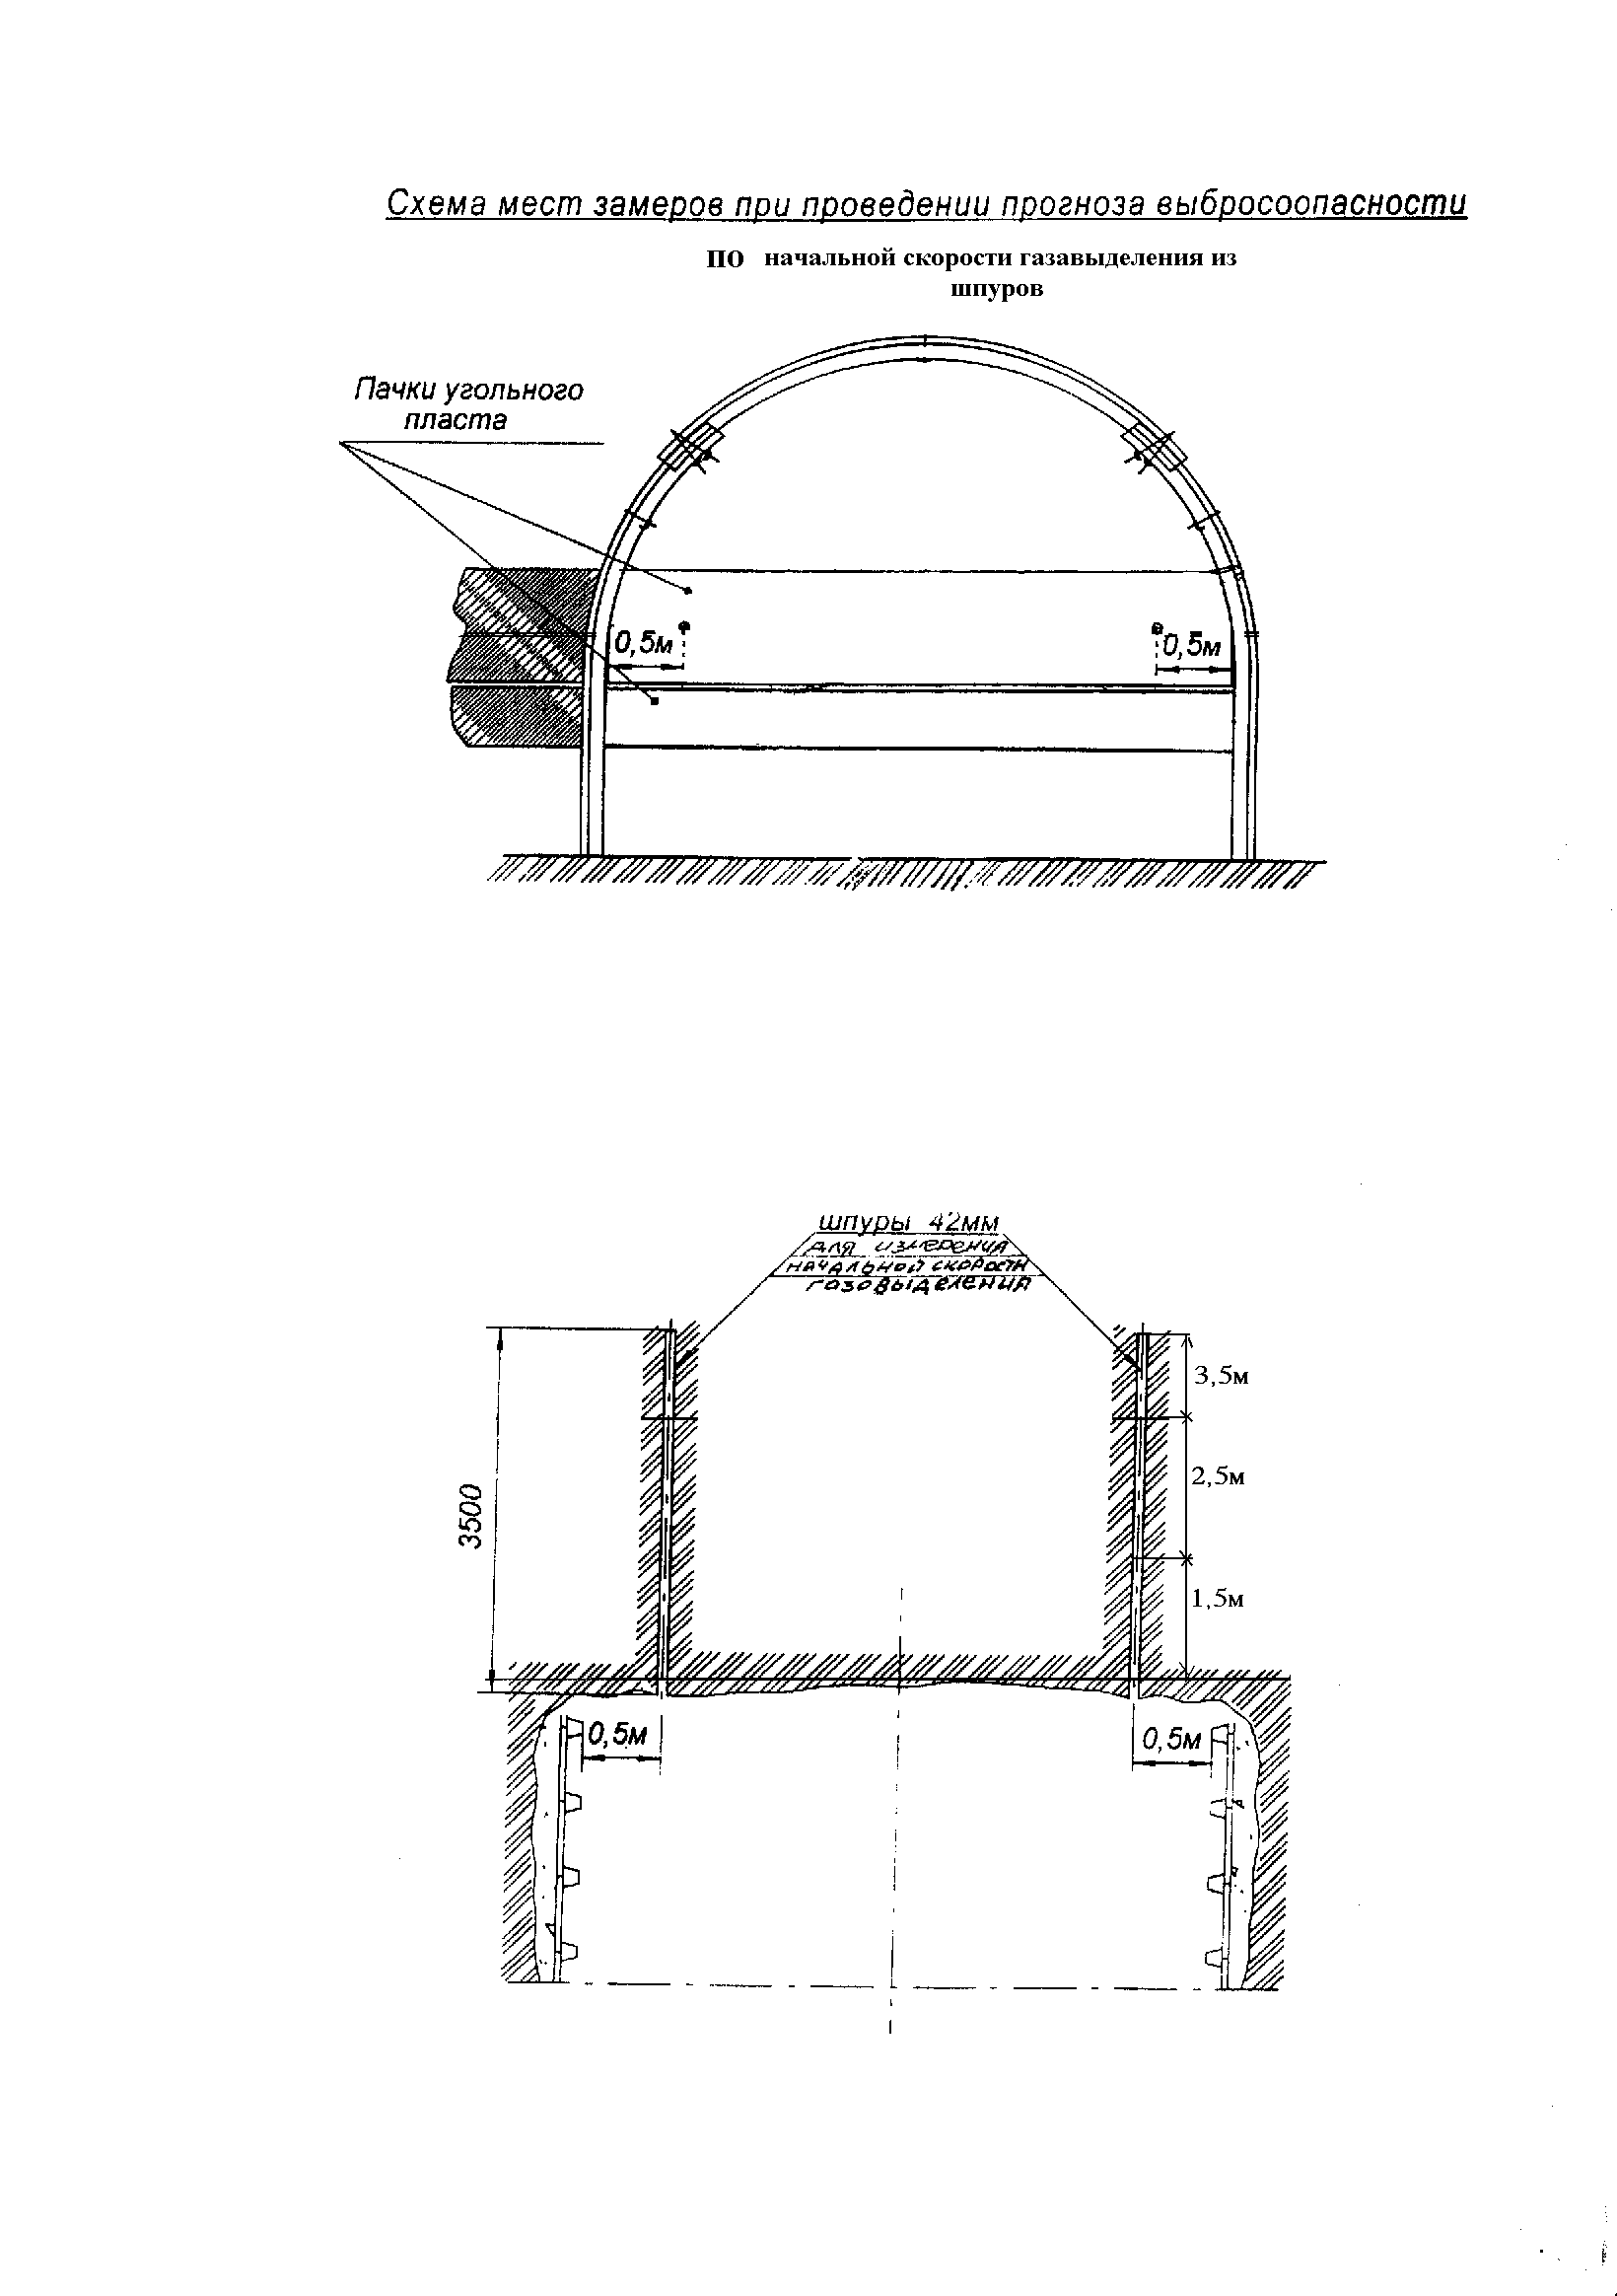 Схема мест замеров при проведении прогноза выбросоопасности
по начальной скорости газавыделения из
шпуров
Пачки угольного
пласта
0,5м
0,5м
шпуры 42мм
для измерения
начальной скорости
газовыделения
3500
3,5м
2,5м
1,5м
0,5м
0,5м